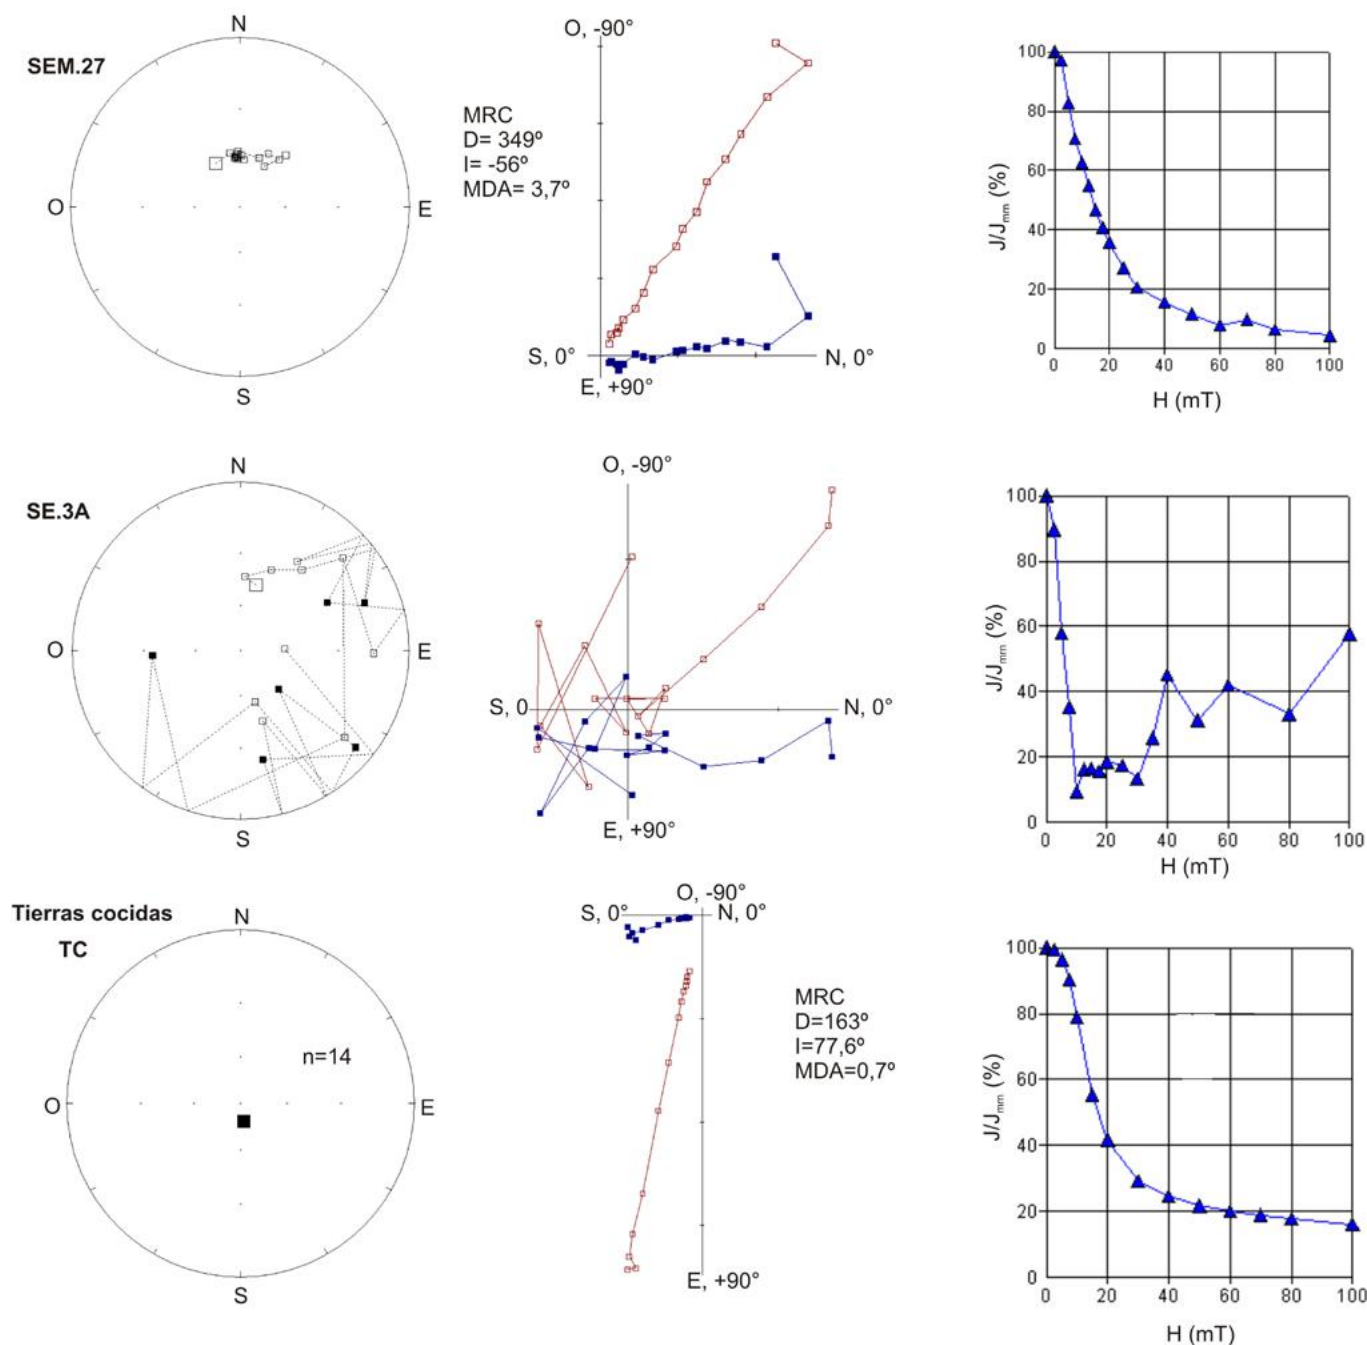 N
SEM.27
O
E
S
O, -90°
MRC
D= 349º
I= -56º
MDA= 3,7º
S, 0°
N, 0°
E, +90°
100
80
60
40
20
0
J/Jmm (%)
0 20 40 60 80 100
H (mT)
N
SE.3A
O
E
S
O, -90°
S, 0
N, 0°
E, +90°
100
80
60
40
20
0
J/Jmm (%)
0 20 40 60 80 100
H (mT)
Tierras cocidas
TC
N
n=14
O
E
S
O, -90°
S, 0°
N, 0°
MRC
D=163º
I=77,6º
MDA=0,7º
E, +90°
100
80
60
40
20
0
J/Jmm (%)
0 20 40 60 80 100
H (mT)